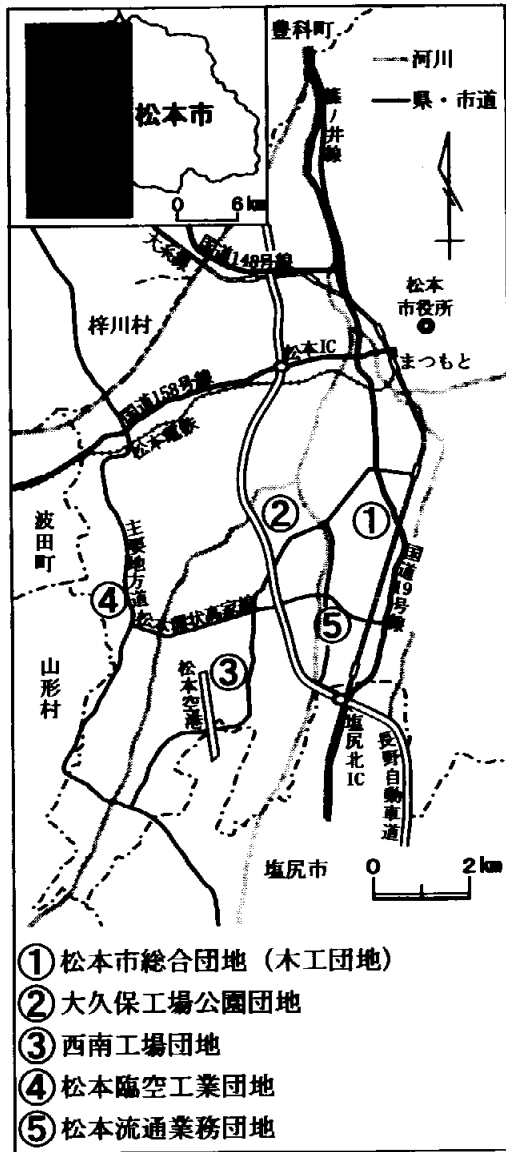 豊科町
河川
県・市道
篠ノ井線
松本市
0 6km
国道149号線
大糸線
松本
市役所
梓川村
松本IC
まつもと
国道158号線
松本電鉄
波田町
主要地方道
国道19号線
松本環状高家線
山形村
松本空港
塩尻北IC
長野自動車道
塩尻市
0 2km
① 松本市総合団地(木工団地)
② 大久保工場公園団地
③ 西南工場団地
④ 松本臨空工業団地
⑤ 松本流通業務団地
①
②
③
④
⑤